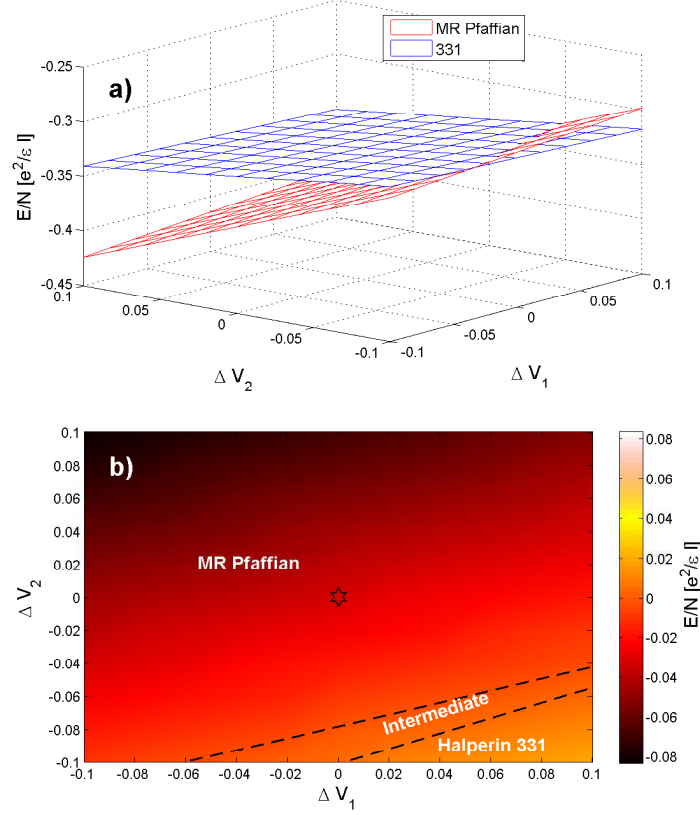 MR Pfaffian
331
a)
E/N [e²/ε l]
-0.25
-0.3
-0.35
-0.4
-0.45
0.1
0.05
0
-0.05
-0.1
Δ V₂
-0.1
-0.05
0
0.05
0.1
Δ V₁
b)
0.1
0.08
0.06
0.04
0.02
0
-0.02
-0.04
-0.06
-0.08
-0.1
Δ V₂
MR Pfaffian
Intermediate
Halperin 331
-0.1 -0.08 -0.06 -0.04 -0.02 0 0.02 0.04 0.06 0.08 0.1
Δ V₁
0.08
0.06
0.04
0.02
0
-0.02
-0.04
-0.06
-0.08
E/N [e²/ε l]